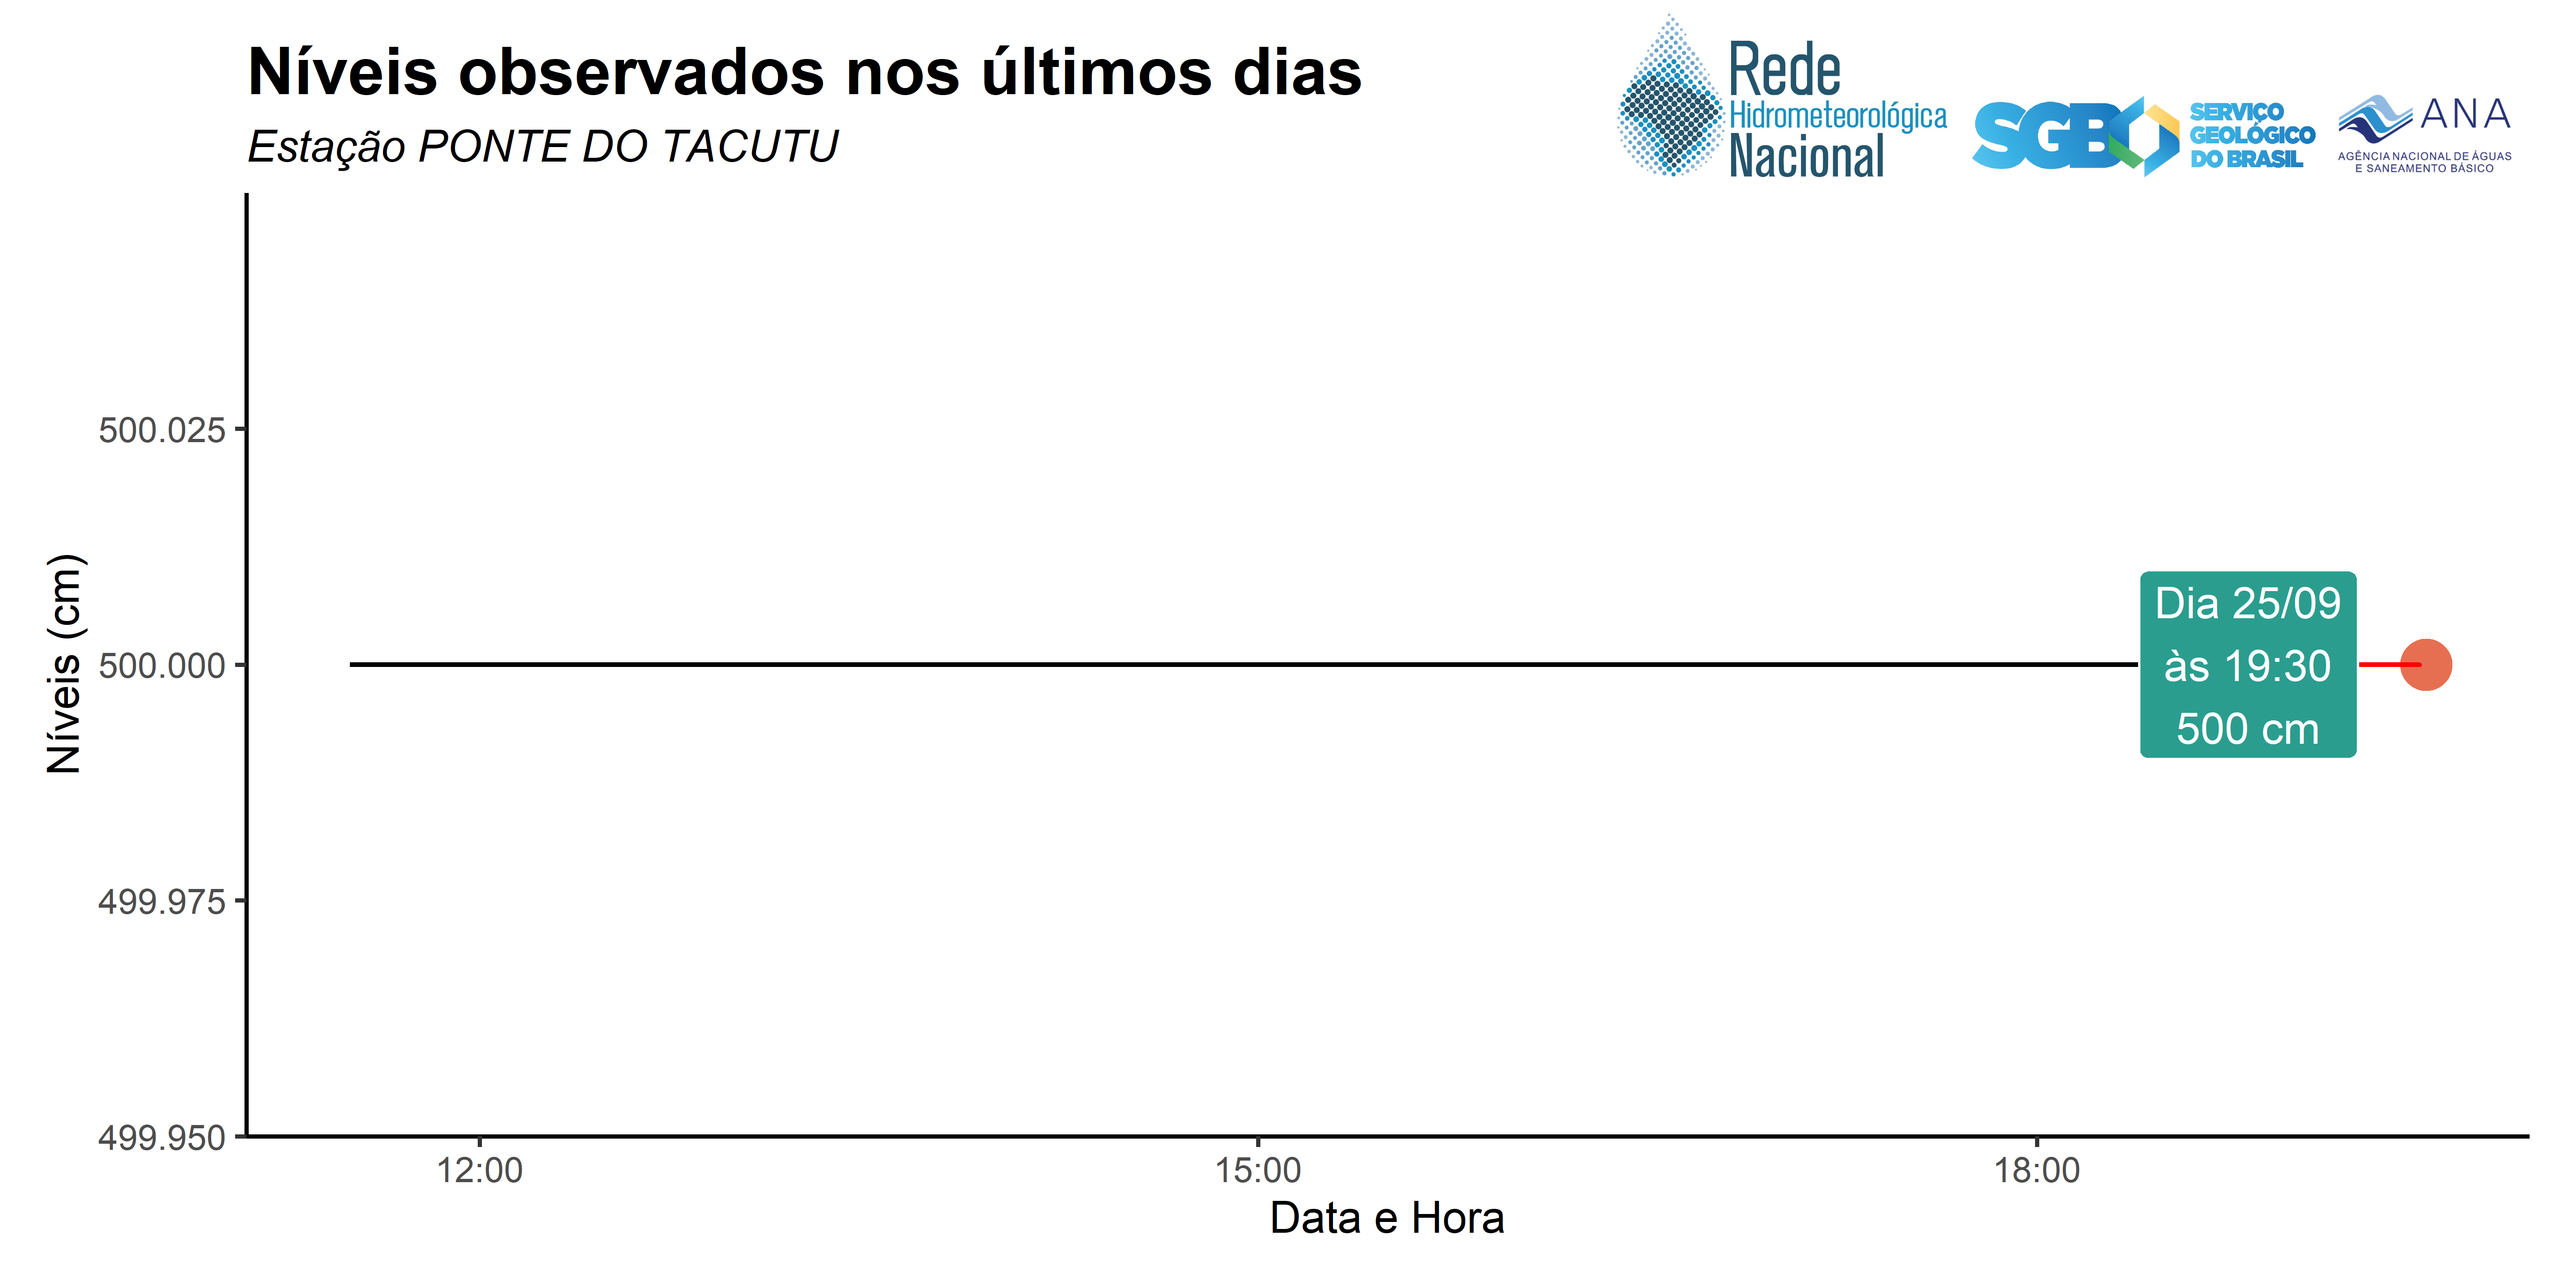 Níveis observados nos últimos dias
Estação PONTE DO TACUTU
Rede
Hidrometeorológica
Nacional
SGB
SERVIÇO
GEOLÓGICO
DO BRASIL
ANA
AGÊNCIA NACIONAL DE ÁGUAS
E SANEAMENTO BÁSICO
Níveis (cm)
500.025
500.000
499.975
499.950
Dia 25/09
às 19:30
500 cm
12:00
15:00
18:00
Data e Hora